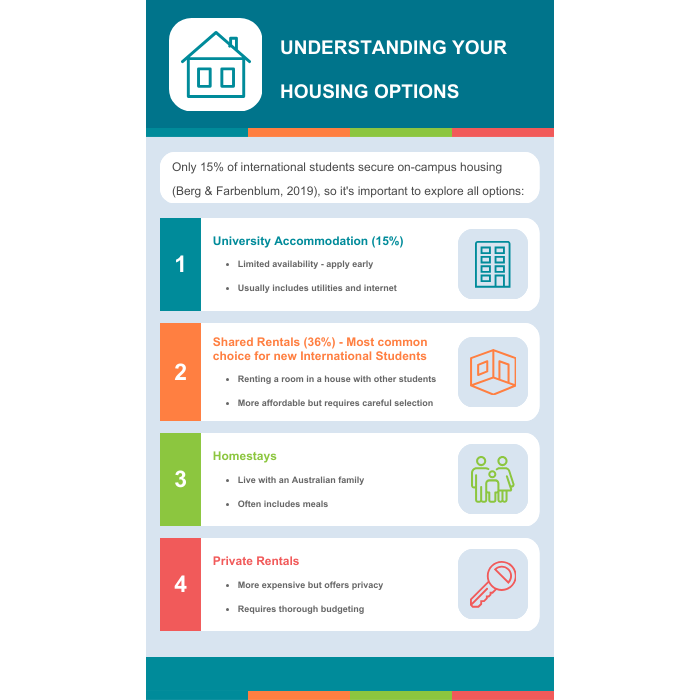 UNDERSTANDING YOUR
HOUSING OPTIONS
Only 15% of international students secure on-campus housing
(Berg & Farbenblum, 2019), so it's important to explore all options:
1
University Accommodation (15%)
• Limited availability - apply early
• Usually includes utilities and internet
2
Shared Rentals (36%) - Most common
choice for new International Students
• Renting a room in a house with other students
• More affordable but requires careful selection
3
Homestays
• Live with an Australian family
• Often includes meals
4
Private Rentals
• More expensive but offers privacy
• Requires thorough budgeting